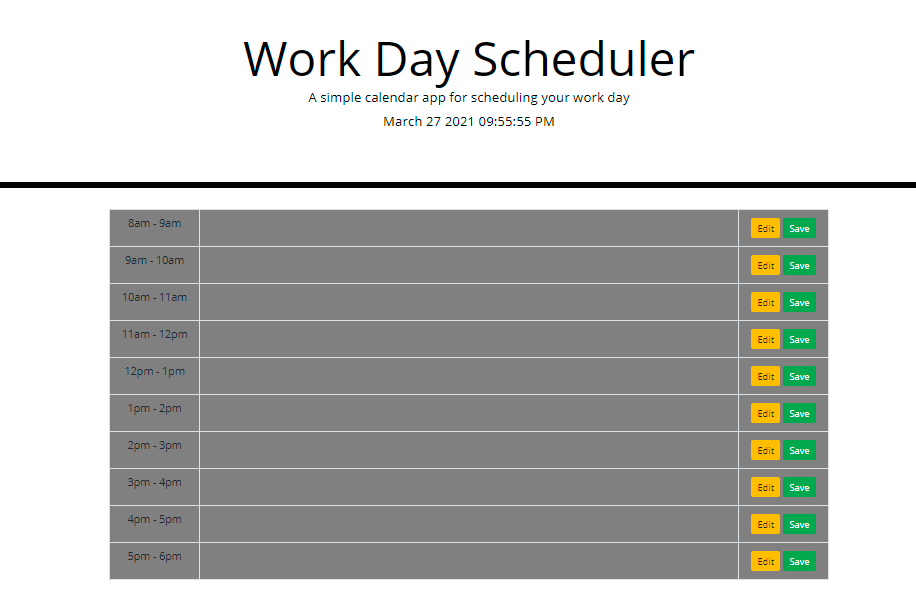 Work Day Scheduler
A simple calendar app for scheduling your work day
March 27 2021 09:55:55 PM
8am - 9am Edit Save
9am - 10am Edit Save
10am - 11am Edit Save
11am - 12pm Edit Save
12pm - 1pm Edit Save
1pm - 2pm Edit Save
2pm - 3pm Edit Save
3pm - 4pm Edit Save
4pm - 5pm Edit Save
5pm - 6pm Edit Save